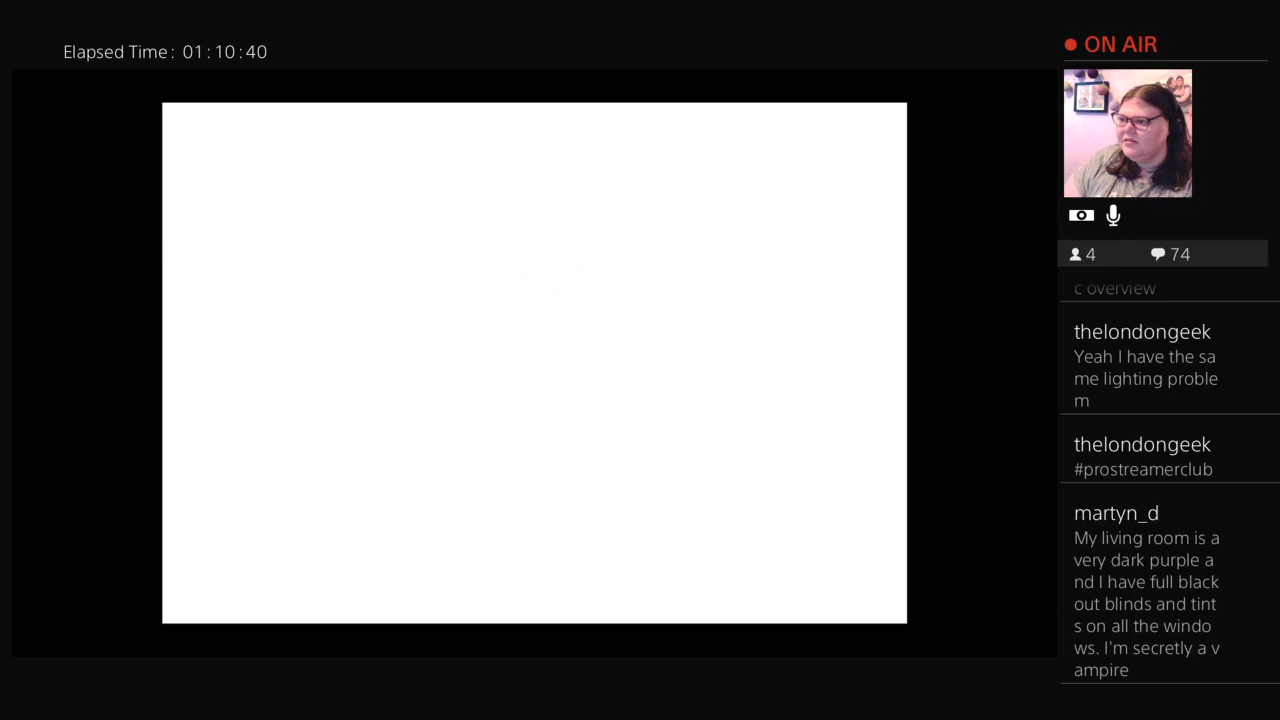 Elapsed Time: 01:10:40
ON AIR
4 74
c overview
thelondongeek
Yeah I have the sa
me lighting proble
m
thelondongeek
#prostreamerclub
martyn_d
My living room is a
very dark purple a
nd I have full black
out blinds and tint
s on all the windo
ws. I'm secretly a v
ampire